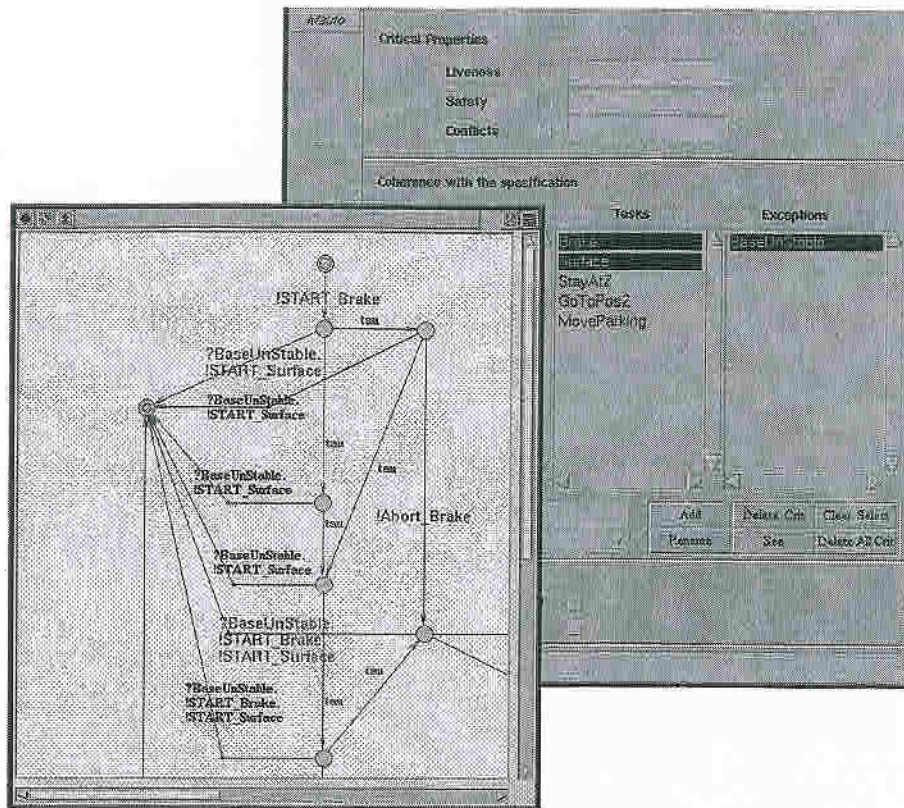 Critical Properties
Liveness
Safety
Conflicts
Coherence with the specification
Tasks
Exceptions
Brake
Surface
StayAtZ
GoToPos2
MoveParking
BaseUnStable
Add
Delete Crit
Clear Select
Rename
See
Delete All Crit
!START_Brake
tau
?BaseUnStable.
!START_Surface
?BaseUnStable.
!START_Surface
tau
tau
?BaseUnStable.
!START_Surface
!Abort_Brake
tau
?BaseUnStable.
!START_Surface
?BaseUnStable.
!START_Brake.
!START_Surface
tau
?BaseUnStable.
!START_Brake.
!START_Surface
tau